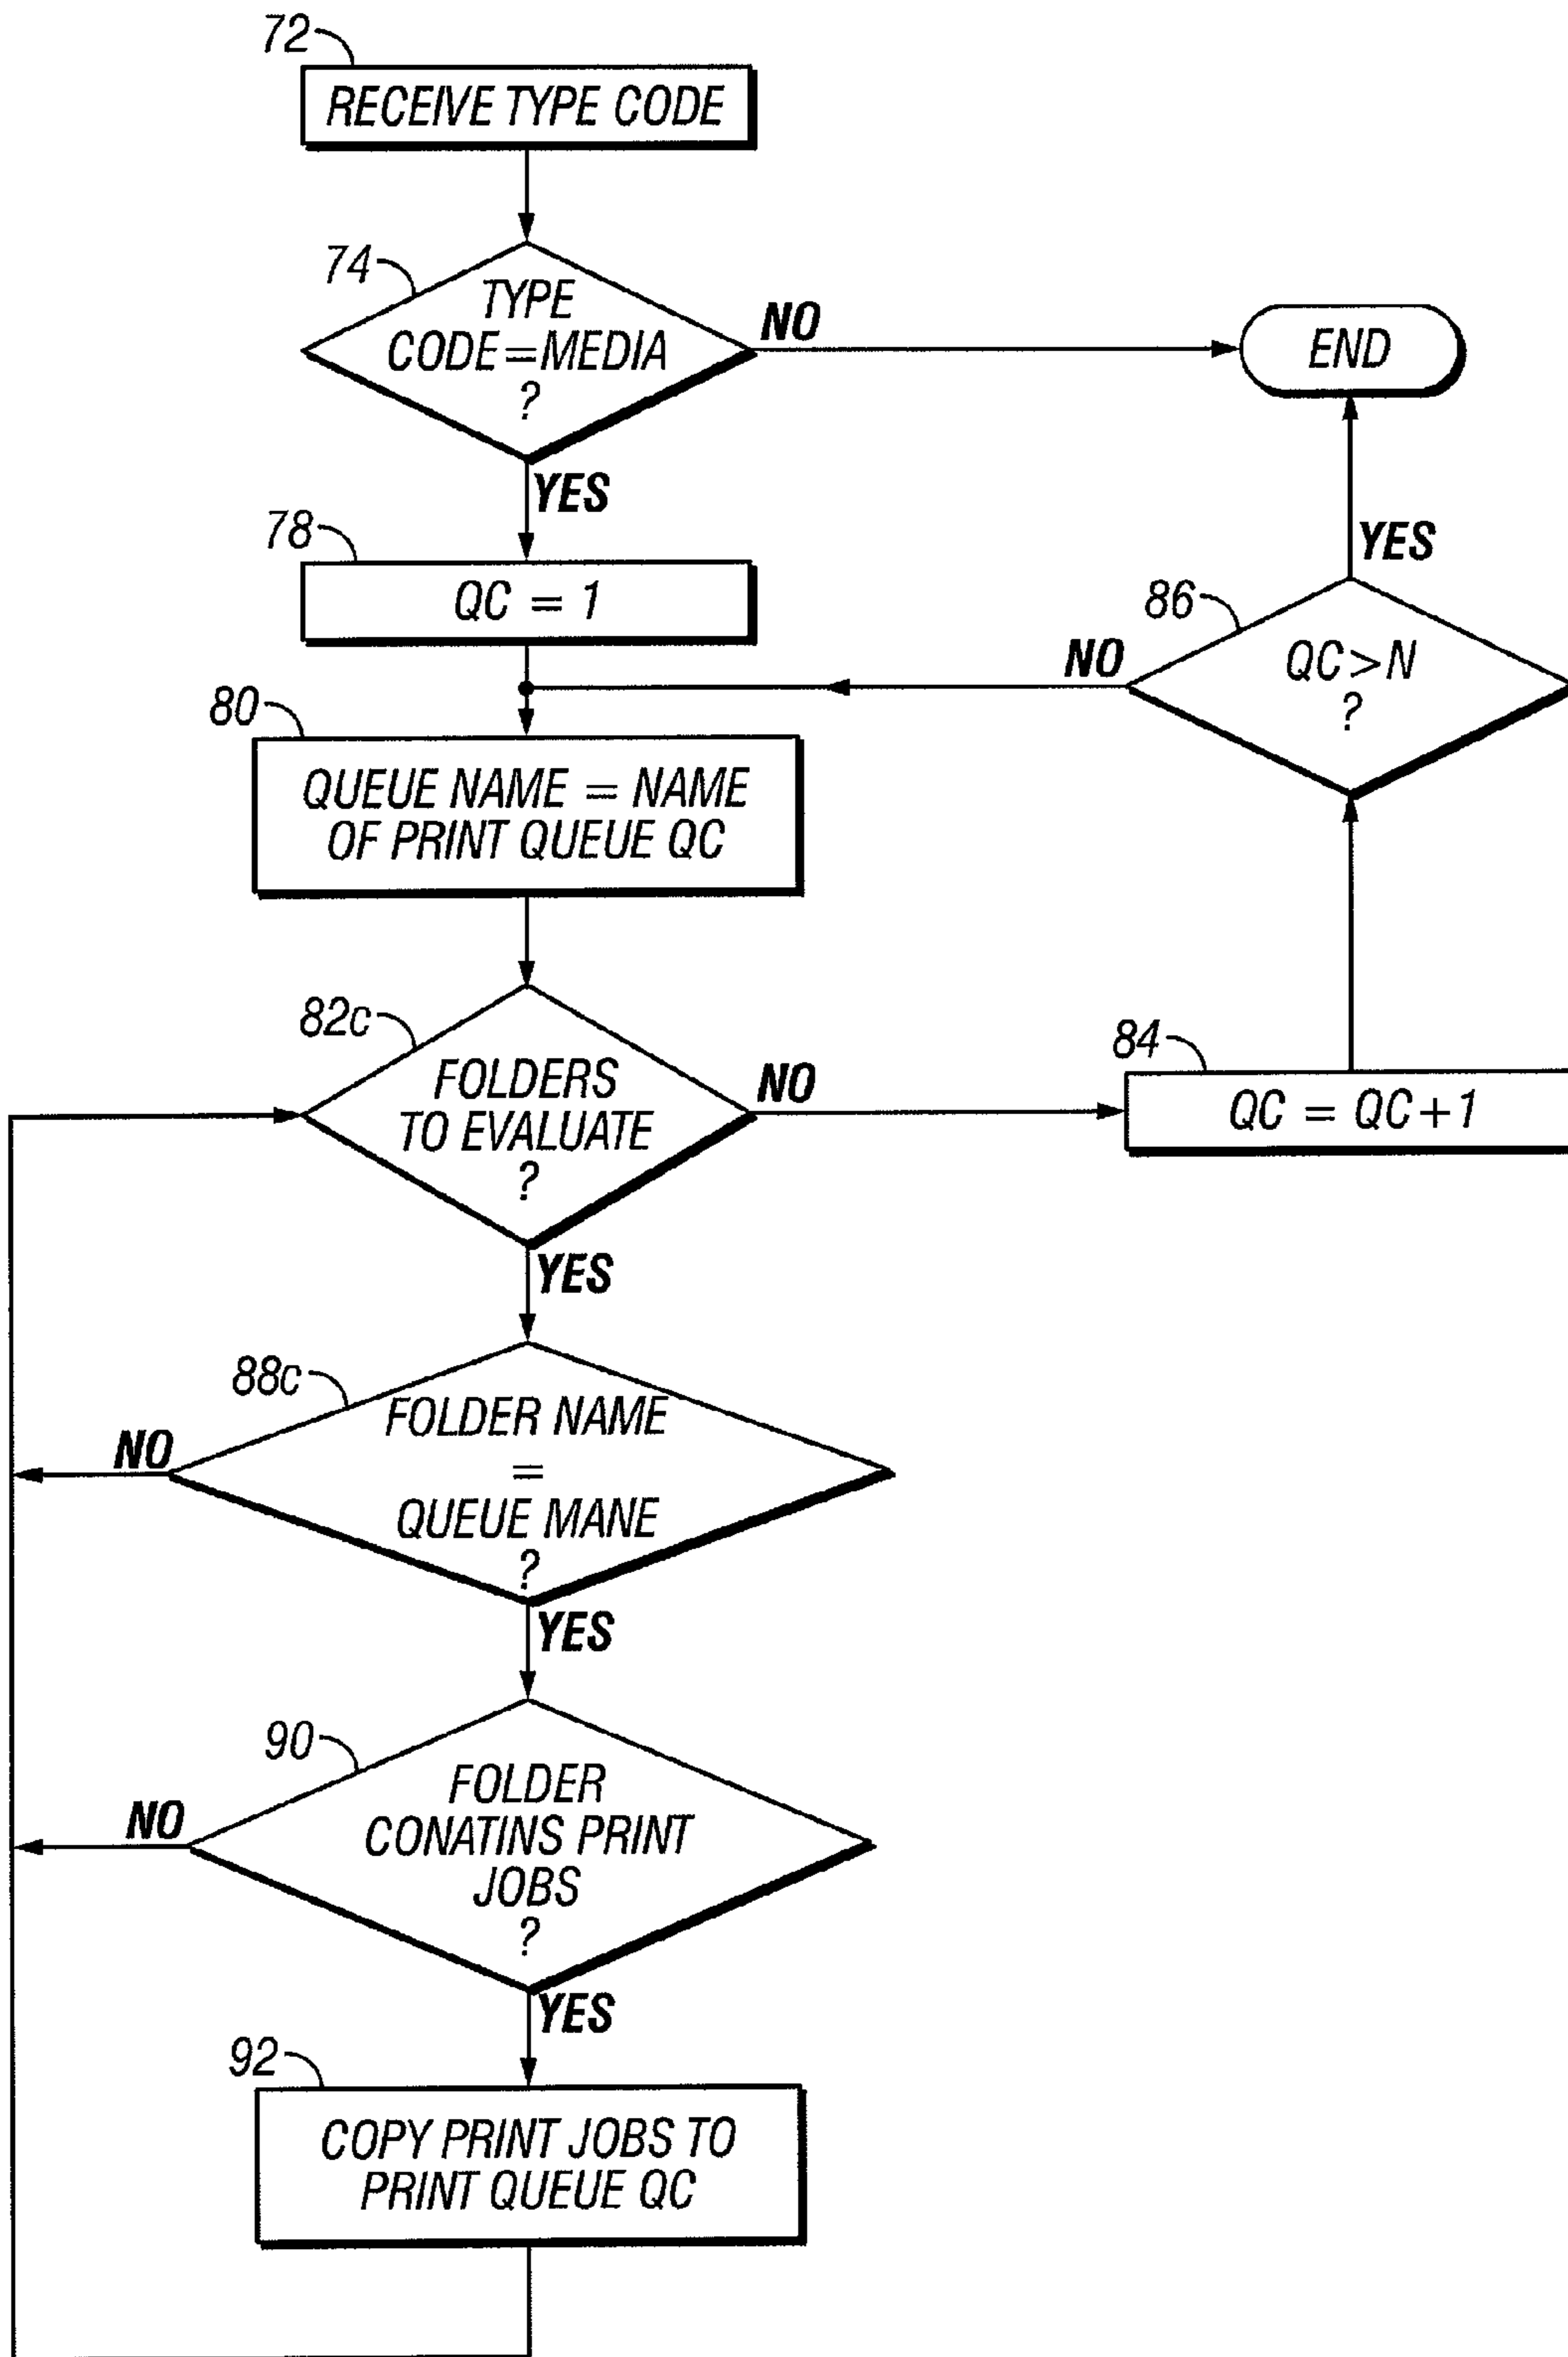 72
RECEIVE TYPE CODE
74
TYPE
CODE=MEDIA
?
NO
END
YES
78
QC = 1
YES
86
QC>N
?
NO
80
QUEUE NAME = NAME
OF PRINT QUEUE QC
82c
FOLDERS
TO EVALUATE
?
NO
84
QC = QC+1
YES
88c
FOLDER NAME
=
QUEUE MANE
?
NO
YES
90
FOLDER
CONATINS PRINT
JOBS
?
NO
YES
92
COPY PRINT JOBS TO
PRINT QUEUE QC